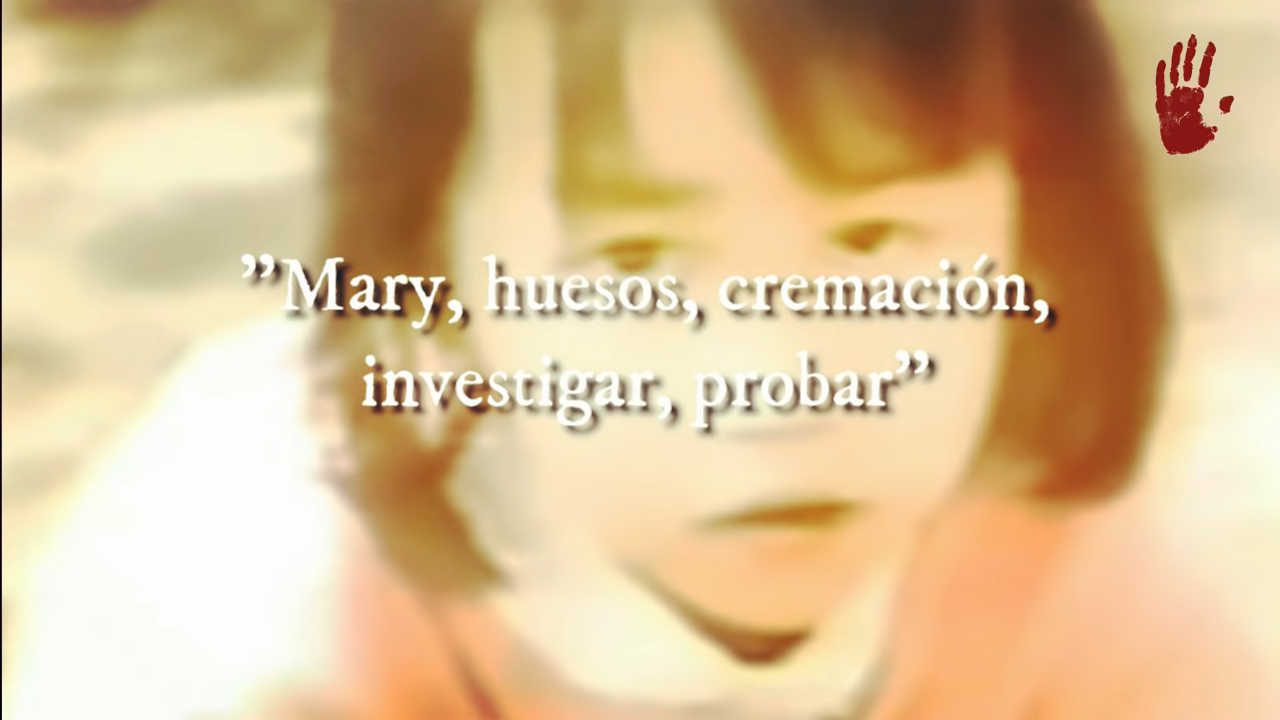 ”Mary, huesos, cremación,
investigar, probar”